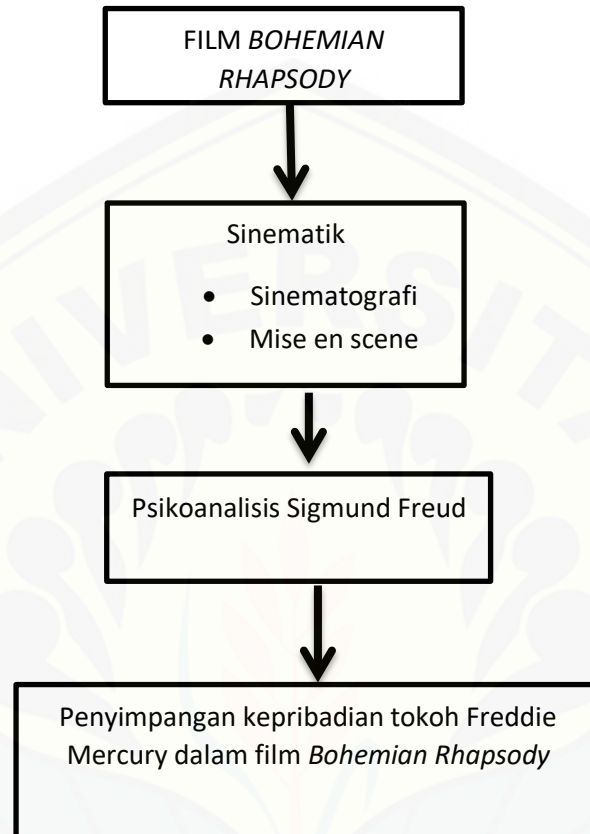 FILM BOHEMIAN
RHAPSODY
Sinematik
• Sinematografi
• Mise en scene
Psikoanalisis Sigmund Freud
Penyimpangan kepribadian tokoh Freddie
Mercury dalam film Bohemian Rhapsody